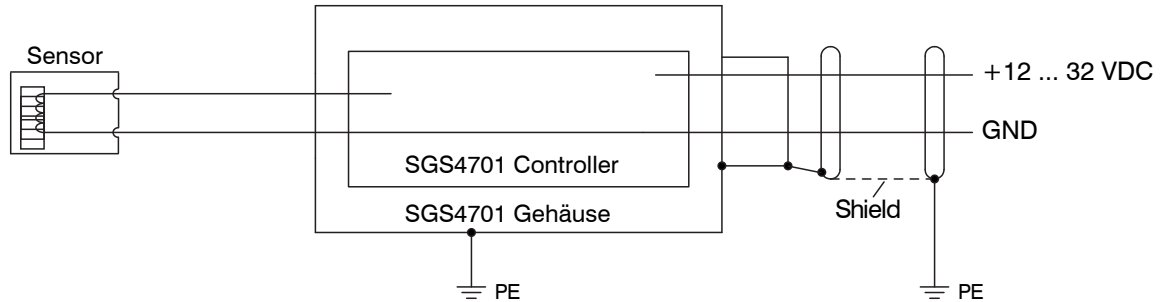 Sensor
+12 ... 32 VDC
GND
SGS4701 Controller
SGS4701 Gehäuse
Shield
PE
PE